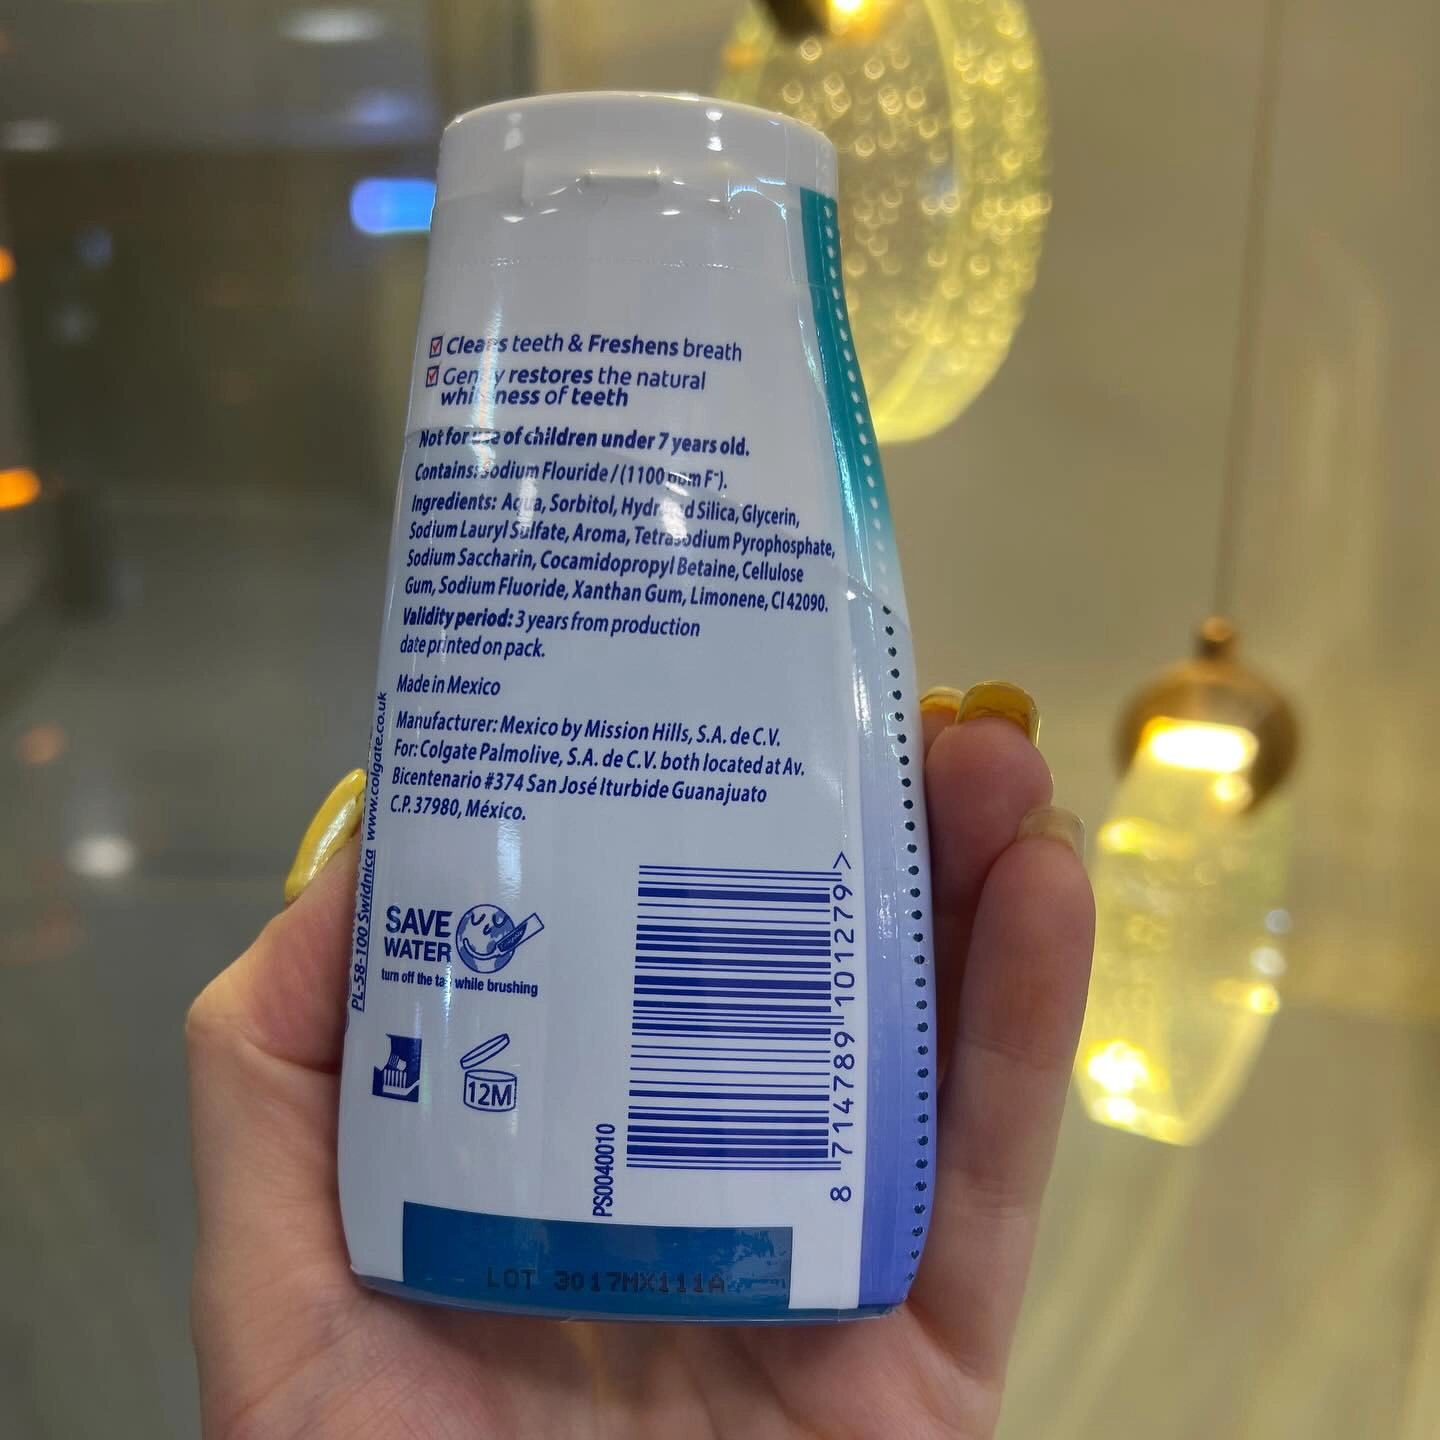 Cleans teeth & Freshens breath
Gently restores the natural
whiteness of teeth
Not for use of children under 7 years old.
Contains: Sodium Flouride / (1100 ppm F-).
Ingredients: Aqua, Sorbitol, Hydrated Silica, Glycerin,
Sodium Lauryl Sulfate, Aroma, Tetrasodium Pyrophosphate,
Sodium Saccharin, Cocamidopropyl Betaine, Cellulose
Gum, Sodium Fluoride, Xanthan Gum, Limonene, CI 42090.
Validity period: 3 years from production
date printed on pack.
Made in Mexico
Manufacturer: Mexico by Mission Hills, S.A. de C.V.
For: Colgate Palmolive, S.A. de C.V. both located at Av.
Bicentenario #374 San José Iturbide Guanajuato
C.P. 37980, México.
PL-58-100 Swidnica www.colgate.co.uk
SAVE
WATER
turn off the tap while brushing
12M
PS0040010
8 714789 101279 >
LOT 3017MX111A